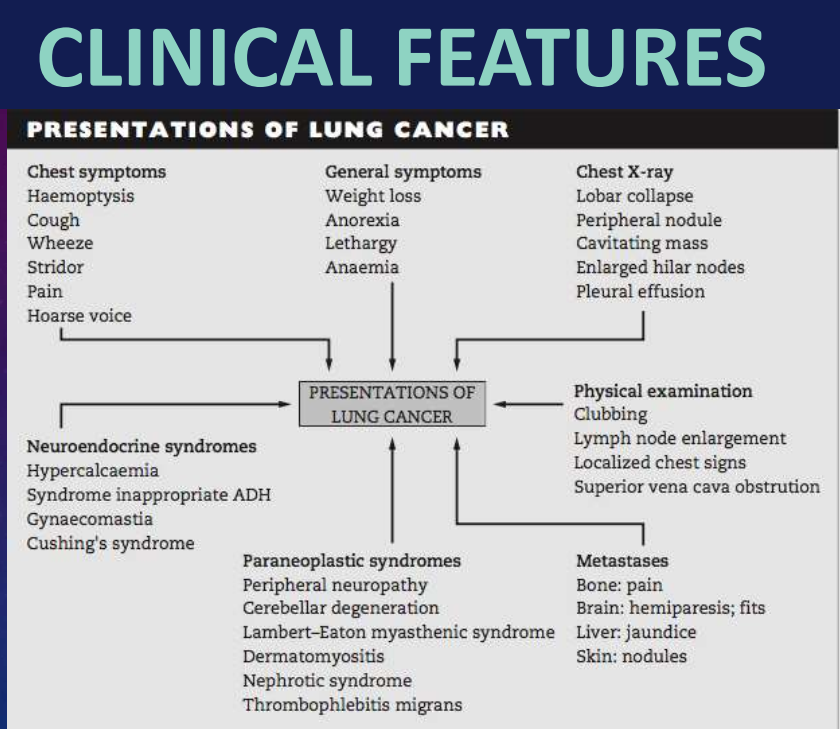 CLINICAL FEATURES
PRESENTATIONS OF LUNG CANCER
Chest symptoms
Haemoptysis
Cough
Wheeze
Stridor
Pain
Hoarse voice
General symptoms
Weight loss
Anorexia
Lethargy
Anaemia
Chest X-ray
Lobar collapse
Peripheral nodule
Cavitating mass
Enlarged hilar nodes
Pleural effusion
PRESENTATIONS OF
LUNG CANCER
Physical examination
Clubbing
Lymph node enlargement
Localized chest signs
Superior vena cava obstrution
Neuroendocrine syndromes
Hypercalcaemia
Syndrome inappropriate ADH
Gynaecomastia
Cushing's syndrome
Paraneoplastic syndromes
Peripheral neuropathy
Cerebellar degeneration
Lambert–Eaton myasthenic syndrome
Dermatomyositis
Nephrotic syndrome
Thrombophlebitis migrans
Metastases
Bone: pain
Brain: hemiparesis; fits
Liver: jaundice
Skin: nodules